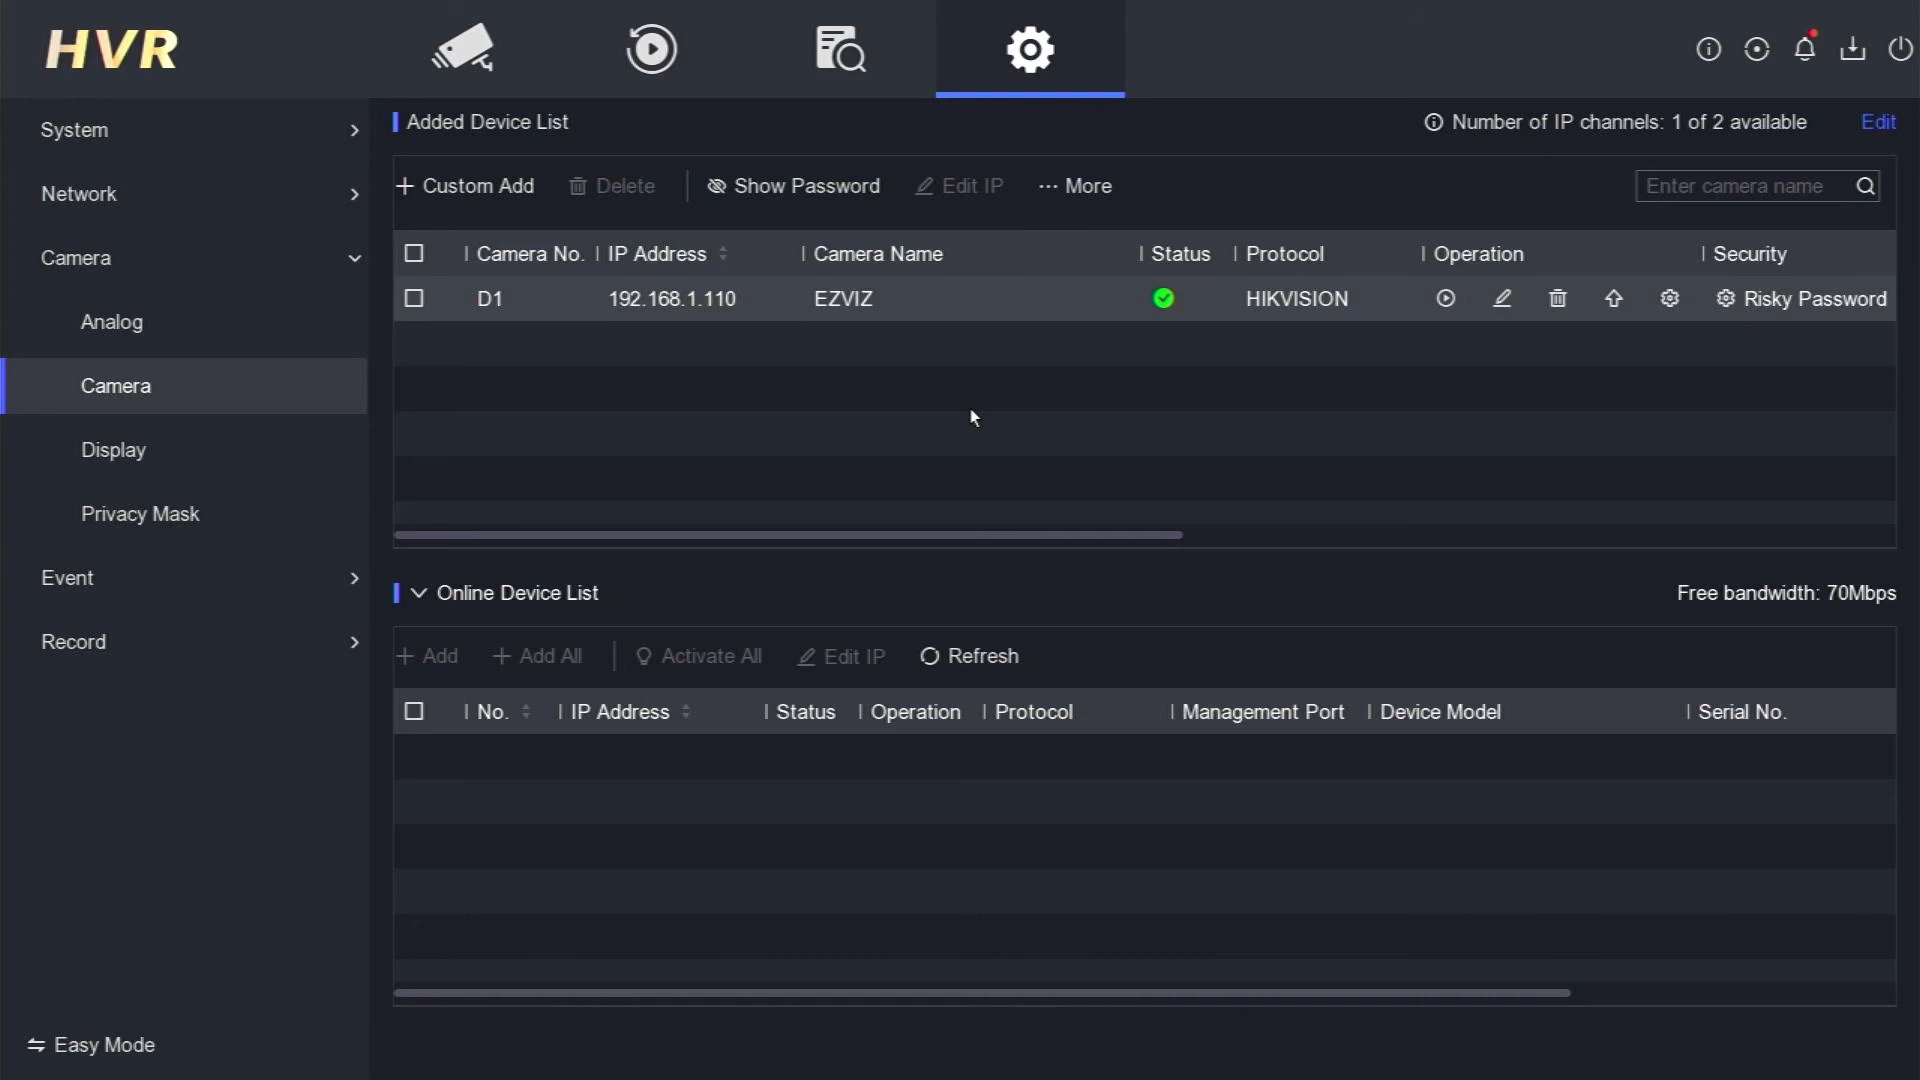 HVR
System
Network
Camera
Analog
Camera
Display
Privacy Mask
Event
Record
Easy Mode
Added Device List
Number of IP channels: 1 of 2 available Edit
Custom Add Delete Show Password Edit IP More Enter camera name
Camera No. IP Address Camera Name Status Protocol Operation Security
D1 192.168.1.110 EZVIZ HIKVISION Risky Password
Online Device List Free bandwidth: 70Mbps
Add Add All Activate All Edit IP Refresh
No. IP Address Status Operation Protocol Management Port Device Model Serial No.